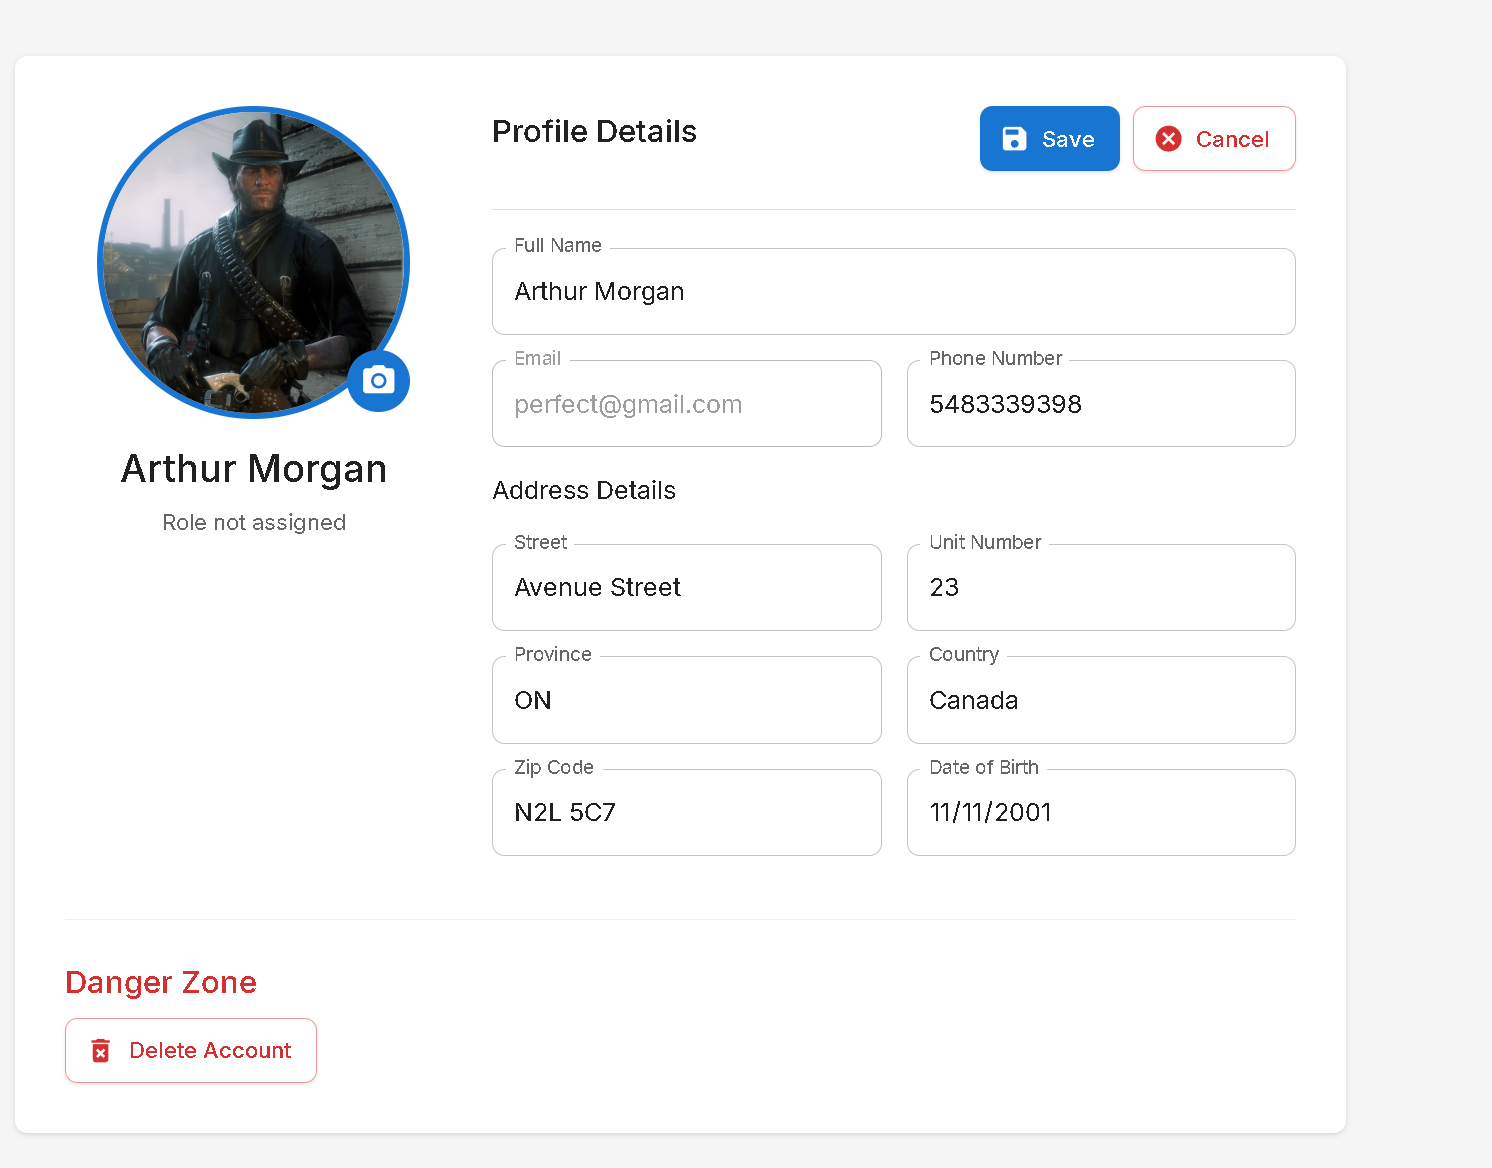 Profile Details
Save
Cancel
Full Name
Arthur Morgan
Email
perfect@gmail.com
Phone Number
5483339398
Arthur Morgan
Role not assigned
Address Details
Street
Avenue Street
Unit Number
23
Province
ON
Country
Canada
Zip Code
N2L 5C7
Date of Birth
11/11/2001
Danger Zone
Delete Account